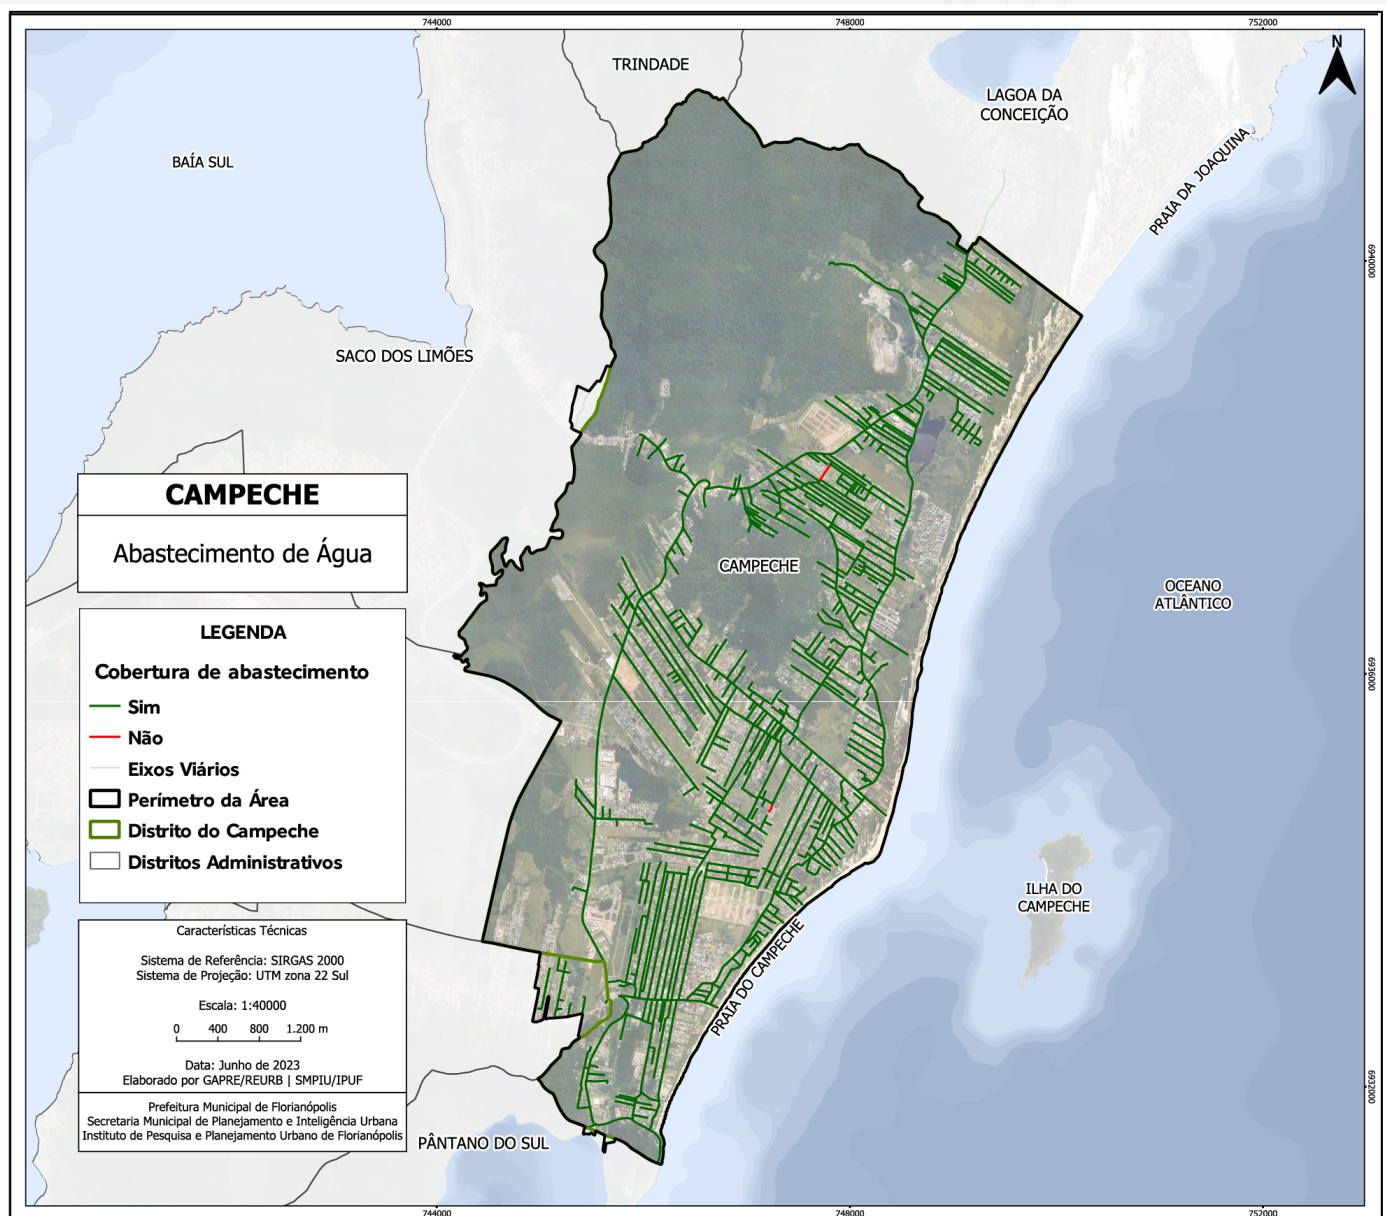 744000
748000
752000
N
TRINDADE
LAGOA DA
CONCEIÇÃO
BAÍA SUL
PRAIA DA JOAQUINA
6940000
SACO DOS LIMÕES
CAMPECHE
Abastecimento de Água
CAMPECHE
OCEANO
ATLÂNTICO
LEGENDA
Cobertura de abastecimento
Sim
Não
Eixos Viários
Perímetro da Área
Distrito do Campeche
Distritos Administrativos
6936000
ILHA DO
CAMPECHE
PRAIA DO CAMPECHE
Características Técnicas
Sistema de Referência: SIRGAS 2000
Sistema de Projeção: UTM zona 22 Sul
Escala: 1:40000
0 400 800 1.200 m
Data: Junho de 2023
Elaborado por GAPRE/REURB | SMPIU/IPUF
Prefeitura Municipal de Florianópolis
Secretaria Municipal de Planejamento e Inteligência Urbana
Instituto de Pesquisa e Planejamento Urbano de Florianópolis
6932000
PÂNTANO DO SUL
744000
748000
752000